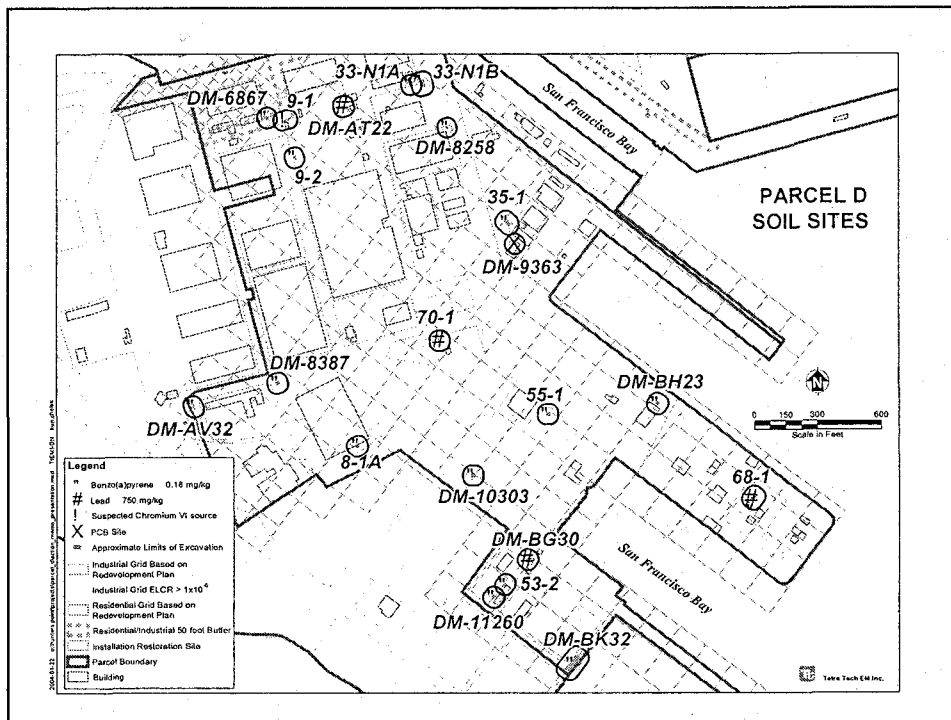 33-N1A
33-N1B
DM-6867
9-1
DM-AT22
DM-8258
9-2
San Francisco Bay
PARCEL D
SOIL SITES
35-1
DM-9363
70-1
DM-8387
DM-BH23
N
55-1
0 150 300 600
Scale in Feet
DM-AV32
8-1A
68-1
DM-10303
DM-BG30
San Francisco Bay
53-2
DM-11260
DM-BK32
Legend
" Benzo(a)pyrene 0.18 mg/kg
# Lead 750 mg/kg
! Suspected Chromium VI source
X PCB Site
Approximate Limits of Excavation
Industrial Grid Based on
Redevelopment Plan
Industrial Grid ELCR > 1x10⁻⁶
Residential Grid Based on
Redevelopment Plan
Residential/Industrial 50 foot Buffer
Installation Restoration Site
Parcel Boundary
Building
Tetra Tech EM Inc.